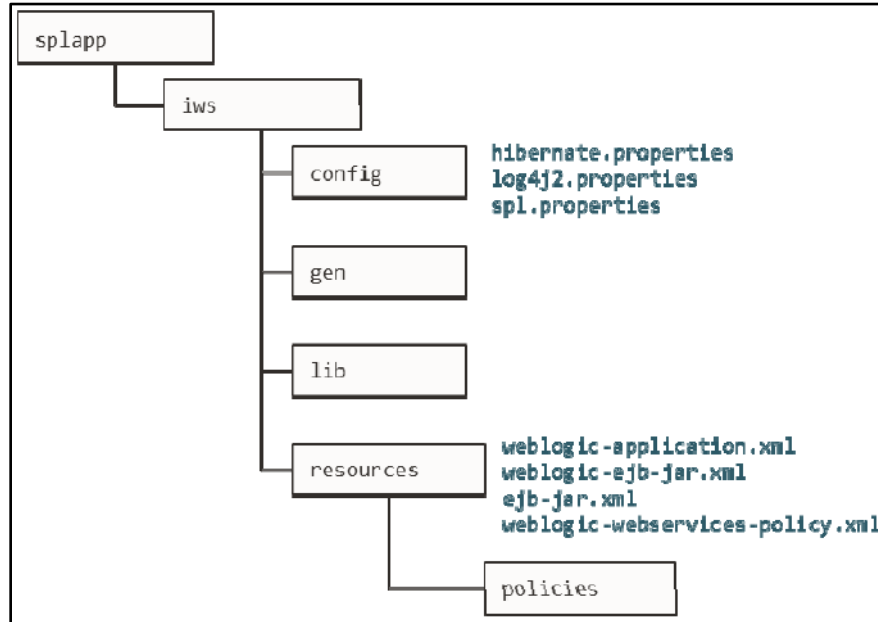 splapp
iws
config
hibernate.properties
log4j2.properties
spl.properties
gen
lib
resources
weblogic-application.xml
weblogic-ejb-jar.xml
ejb-jar.xml
weblogic-webservices-policy.xml
policies